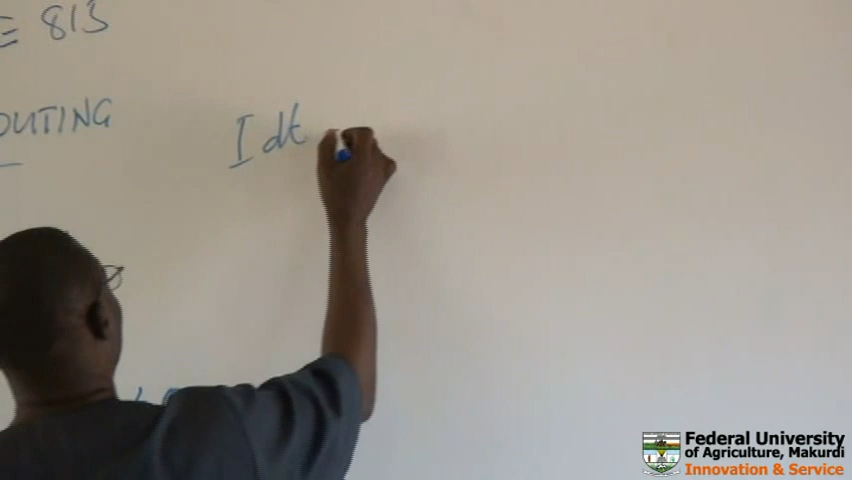 = 813
OUTING
I dt
Federal University
of Agriculture, Makurdi
Innovation & Service